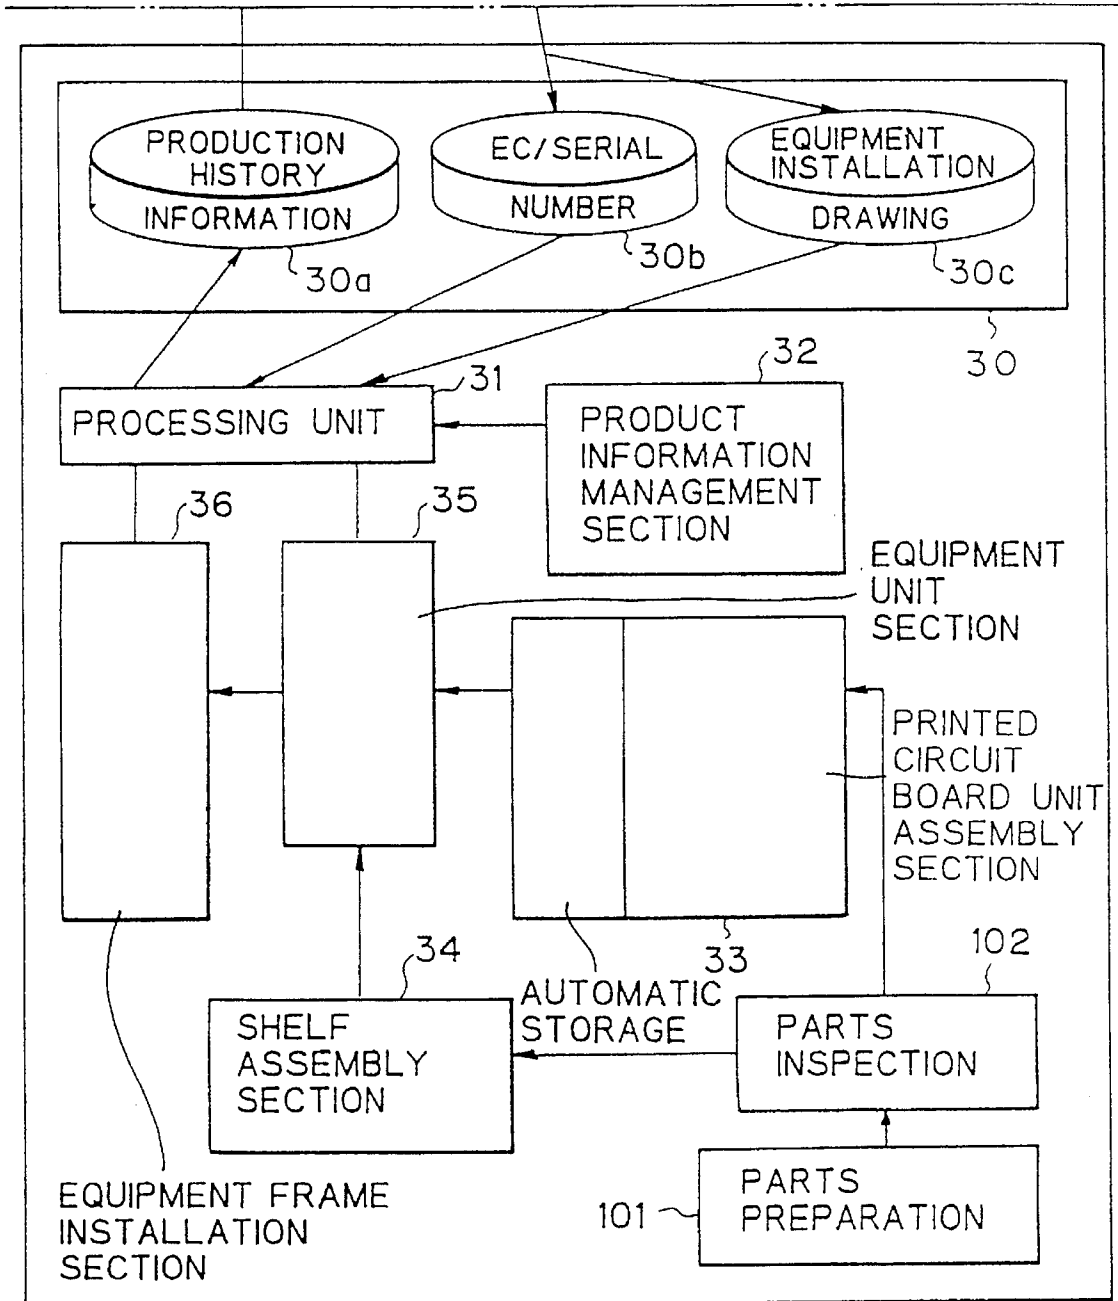 PRODUCTION
HISTORY
INFORMATION
30a
EC/SERIAL
NUMBER
30b
EQUIPMENT
INSTALLATION
DRAWING
30c
30
31
PROCESSING UNIT
32
PRODUCT
INFORMATION
MANAGEMENT
SECTION
36
35
EQUIPMENT
UNIT
SECTION
PRINTED
CIRCUIT
BOARD UNIT
ASSEMBLY
SECTION
33
AUTOMATIC
STORAGE
34
SHELF
ASSEMBLY
SECTION
102
PARTS
INSPECTION
101
PARTS
PREPARATION
EQUIPMENT FRAME
INSTALLATION
SECTION